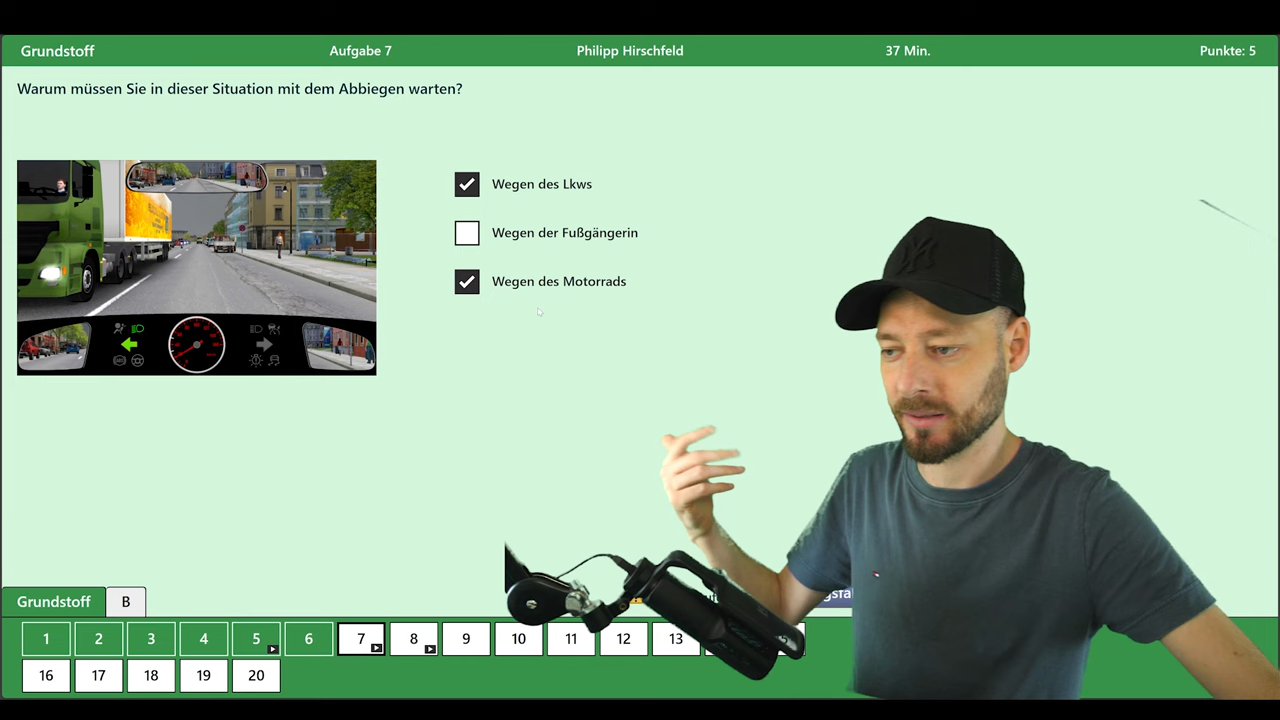 Grundstoff Aufgabe 7 Philipp Hirschfeld 37 Min. Punkte: 5
Warum müssen Sie in dieser Situation mit dem Abbiegen warten?
Wegen des Lkws
Wegen der Fußgängerin
Wegen des Motorrads
Grundstoff B
1 2 3 4 5 6 7 8 9 10 11 12 13
16 17 18 19 20